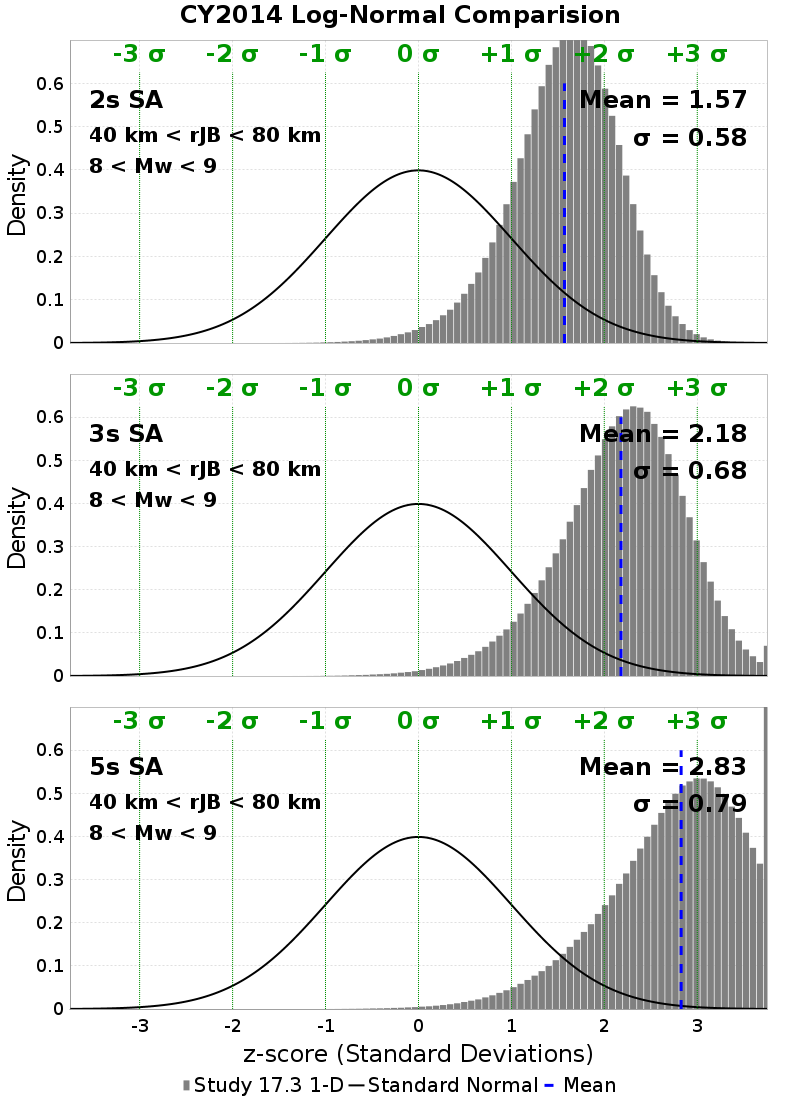 CY2014 Log-Normal Comparision
-3 σ -2 σ -1 σ 0 σ +1 σ +2 σ +3 σ
2s SA
Mean = 1.57
40 km < rJB < 80 km
σ = 0.58
8 < Mw < 9
Density
0.6
0.5
0.4
0.3
0.2
0.1
0
-3 σ -2 σ -1 σ 0 σ +1 σ +2 σ +3 σ
3s SA
Mean = 2.18
40 km < rJB < 80 km
σ = 0.68
8 < Mw < 9
Density
0.6
0.5
0.4
0.3
0.2
0.1
0
-3 σ -2 σ -1 σ 0 σ +1 σ +2 σ +3 σ
5s SA
Mean = 2.83
40 km < rJB < 80 km
σ = 0.79
8 < Mw < 9
Density
0.6
0.5
0.4
0.3
0.2
0.1
0
-3 -2 -1 0 1 2 3
z-score (Standard Deviations)
Study 17.3 1-D Standard Normal Mean